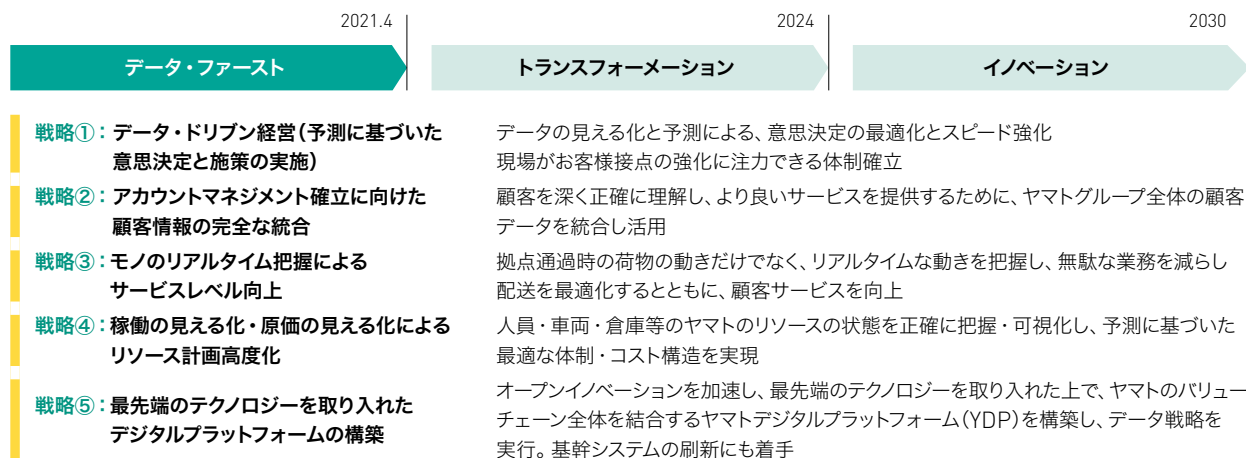 2021.4
2024
2030
データ・ファースト
トランスフォーメーション
イノベーション
戦略①：データ・ドリブン経営（予測に基づいた
意思決定と施策の実施）
データの見える化と予測による、意思決定の最適化とスピード強化
現場がお客様接点の強化に注力できる体制確立
戦略②：アカウントマネジメント確立に向けた
顧客情報の完全な統合
顧客を深く正確に理解し、より良いサービスを提供するために、ヤマトグループ全体の顧客
データを統合し活用
戦略③：モノのリアルタイム把握による
サービスレベル向上
拠点通過時の荷物の動きだけでなく、リアルタイムな動きを把握し、無駄な業務を減らし
配送を最適化するとともに、顧客サービスを向上
戦略④：稼働の見える化・原価の見える化による
リソース計画高度化
人員・車両・倉庫等のヤマトのリソースの状態を正確に把握・可視化し、予測に基づいた
最適な体制・コスト構造を実現
戦略⑤：最先端のテクノロジーを取り入れた
デジタルプラットフォームの構築
オープンイノベーションを加速し、最先端のテクノロジーを取り入れた上で、ヤマトのバリュー
チェーン全体を結合するヤマトデジタルプラットフォーム（YDP）を構築し、データ戦略を
実行。基幹システムの刷新にも着手